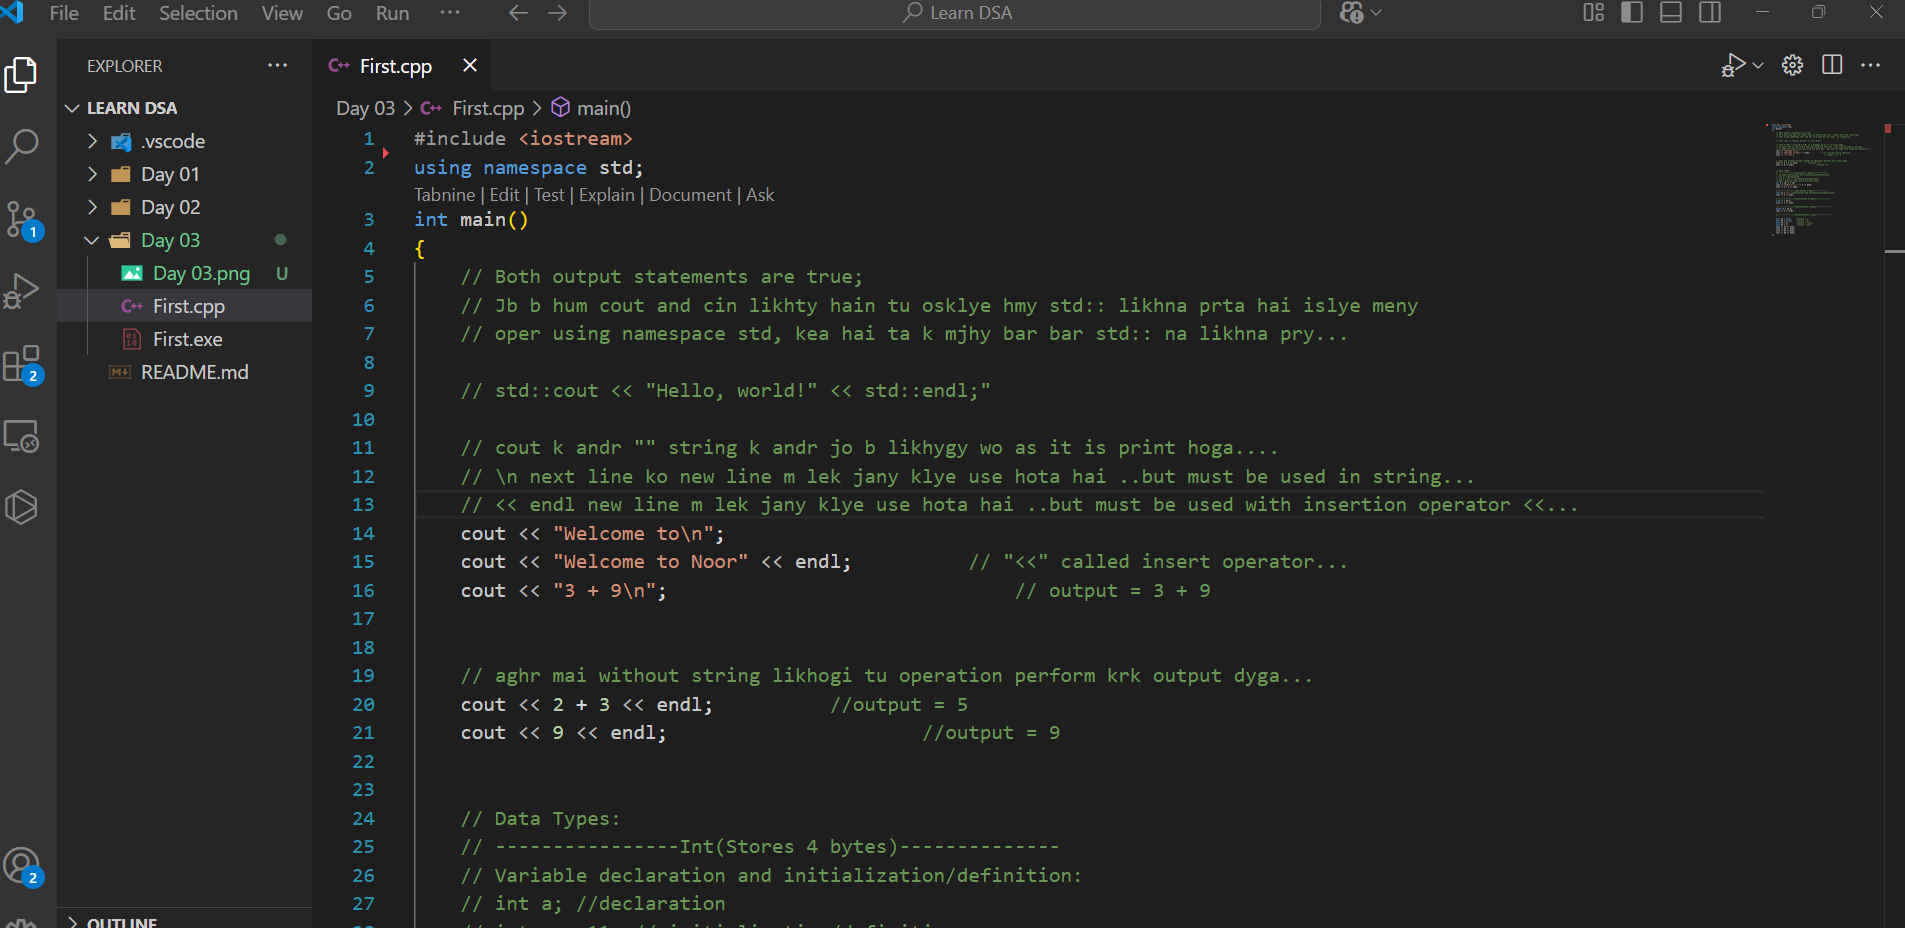 File Edit Selection View Go Run ··· Learn DSA
EXPLORER ···
LEARN DSA
.vscode
Day 01
Day 02
Day 03
Day 03.png U
First.cpp
First.exe
README.md
OUTLINE
1
2
2
First.cpp
Day 03 > First.cpp > main()
1 #include <iostream>
2 using namespace std;
Tabnine | Edit | Test | Explain | Document | Ask
3 int main()
4 {
5 // Both output statements are true;
6 // Jb b hum cout and cin likhty hain tu osklye hmy std:: likhna prta hai islye meny
7 // oper using namespace std, kea hai ta k mjhy bar bar std:: na likhna pry...
8
9 // std::cout << "Hello, world!" << std::endl;"
10
11 // cout k andr "" string k andr jo b likhygy wo as it is print hoga....
12 // \n next line ko new line m lek jany klye use hota hai ..but must be used in string...
13 // << endl new line m lek jany klye use hota hai ..but must be used with insertion operator <<...
14 cout << "Welcome to\n";
15 cout << "Welcome to Noor" << endl; // "<<" called insert operator...
16 cout << "3 + 9\n"; // output = 3 + 9
17
18
19 // aghr mai without string likhogi tu operation perform krk output dyga...
20 cout << 2 + 3 << endl; //output = 5
21 cout << 9 << endl; //output = 9
22
23
24 // Data Types:
25 // ----------------Int(Stores 4 bytes)--------------
26 // Variable declaration and initialization/definition:
27 // int a; //declaration